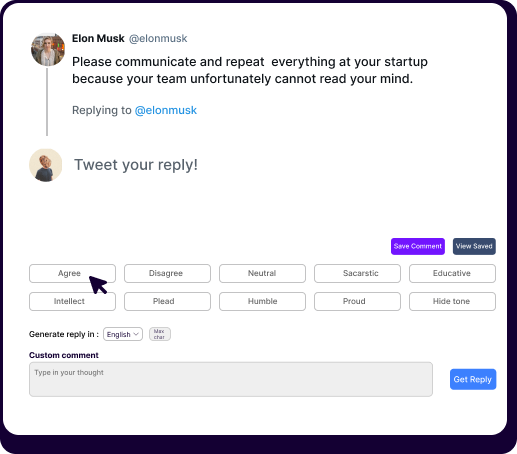 Elon Musk @elonmusk
Please communicate and repeat everything at your startup
because your team unfortunately cannot read your mind.
Replying to @elonmusk
Tweet your reply!
Save Comment View Saved
Agree Disagree Neutral Sacarstic Educative
Intellect Plead Humble Proud Hide tone
Generate reply in : English Max char
Custom comment
Type in your thought
Get Reply